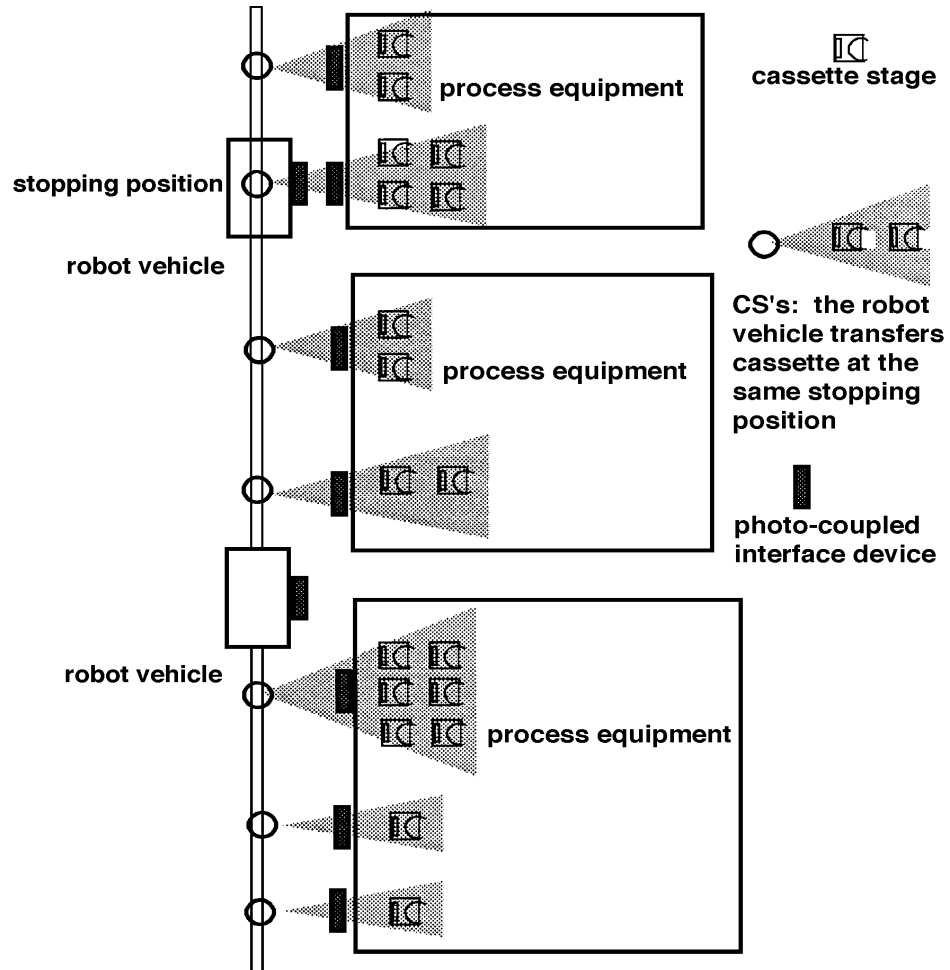 process equipment
cassette stage
stopping position
robot vehicle
CS's: the robot
vehicle transfers
cassette at the
same stopping
position
process equipment
photo-coupled
interface device
robot vehicle
process equipment